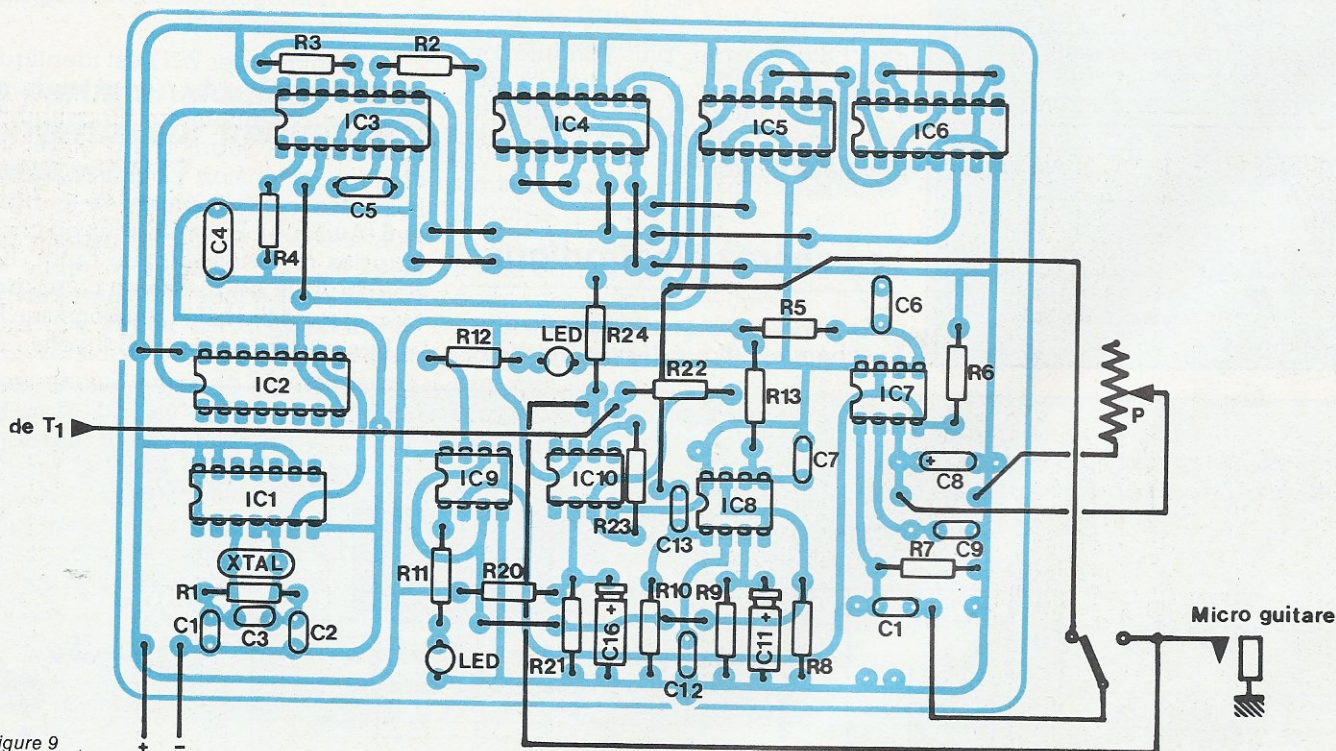 R3
R2
IC3
IC4
IC5
IC6
C5
C4
R4
C6
R5
R12
LED
R24
R22
R13
IC7
R6
P
IC2
de T1
IC1
IC9
IC10
IC8
C7
C8
+
R23
C13
R7
C9
XTAL
R1
C1
C3
C2
R11
R20
R10
R9
C16 +
C11 +
C1
Micro guitare
LED
R21
C12
R8
igure 9
+ −